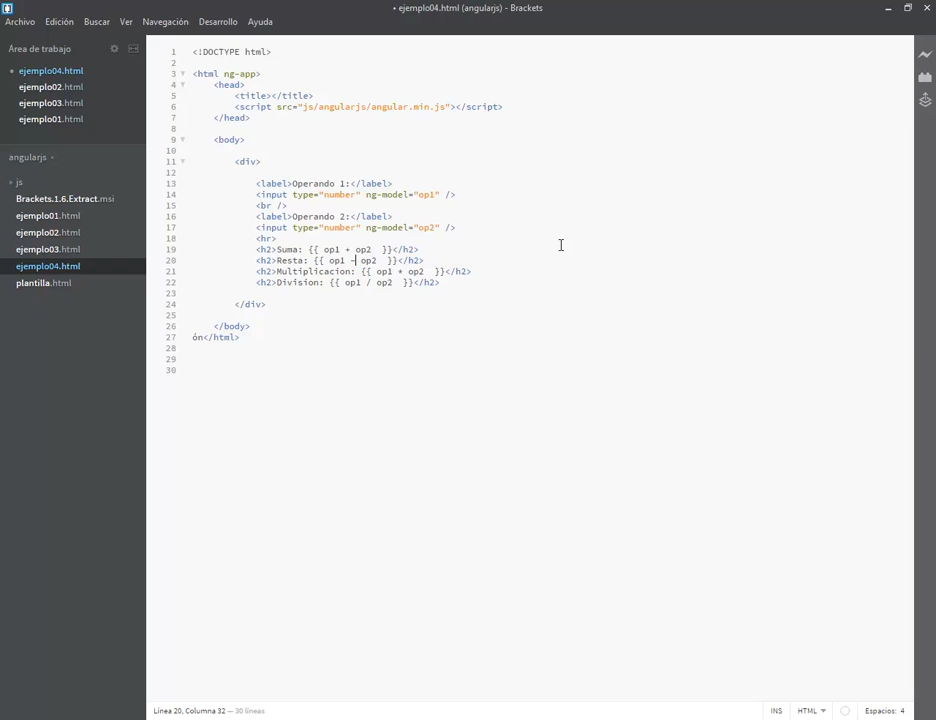 • ejemplo04.html (angularjs) - Brackets
Archivo Edición Buscar Ver Navegación Desarrollo Ayuda
Área de trabajo
• ejemplo04.html
ejemplo02.html
ejemplo03.html
ejemplo01.html
angularjs
js
Brackets.1.6.Extract.msi
ejemplo01.html
ejemplo02.html
ejemplo03.html
ejemplo04.html
plantilla.html
1 <!DOCTYPE html>
2
3 <html ng-app>
4 <head>
5 <title></title>
6 <script src="js/angularjs/angular.min.js"></script>
7 </head>
8
9 <body>
10
11 <div>
12
13 <label>Operando 1:</label>
14 <input type="number" ng-model="op1" />
15 <br />
16 <label>Operando 2:</label>
17 <input type="number" ng-model="op2" />
18 <hr>
19 <h2>Suma: {{ op1 + op2  }}</h2>
20 <h2>Resta: {{ op1 - op2  }}</h2>
21 <h2>Multiplicacion: {{ op1 * op2  }}</h2>
22 <h2>Division: {{ op1 / op2  }}</h2>
23
24 </div>
25
26 </body>
27 ón</html>
28
29
30
Línea 20, Columna 32 — 30 líneas INS HTML Espacios: 4